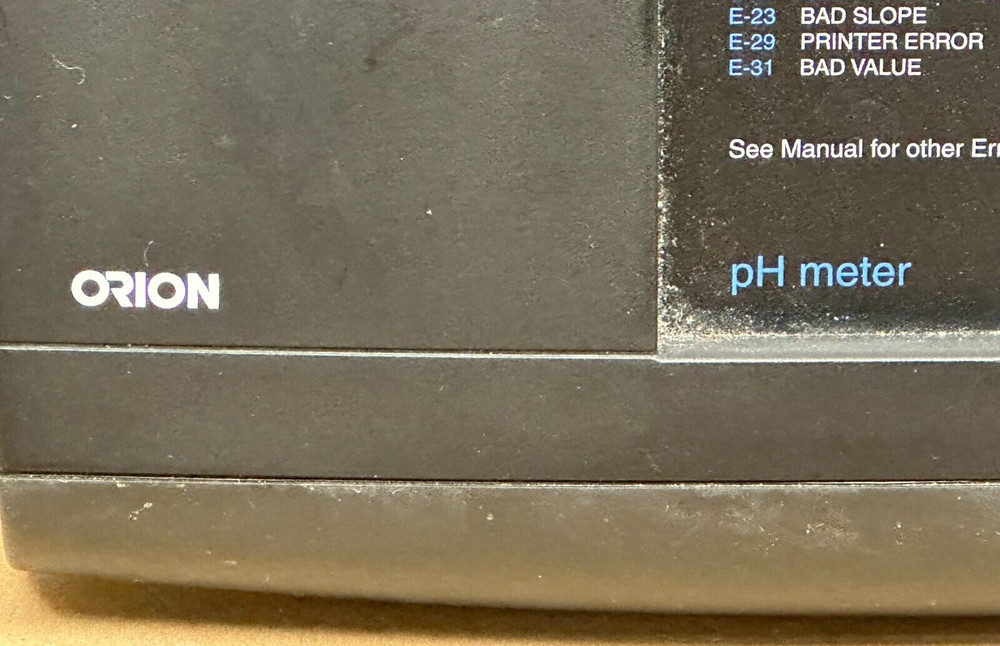 E-23 BAD SLOPE
E-29 PRINTER ERROR
E-31 BAD VALUE
See Manual for other
pH meter
ORION